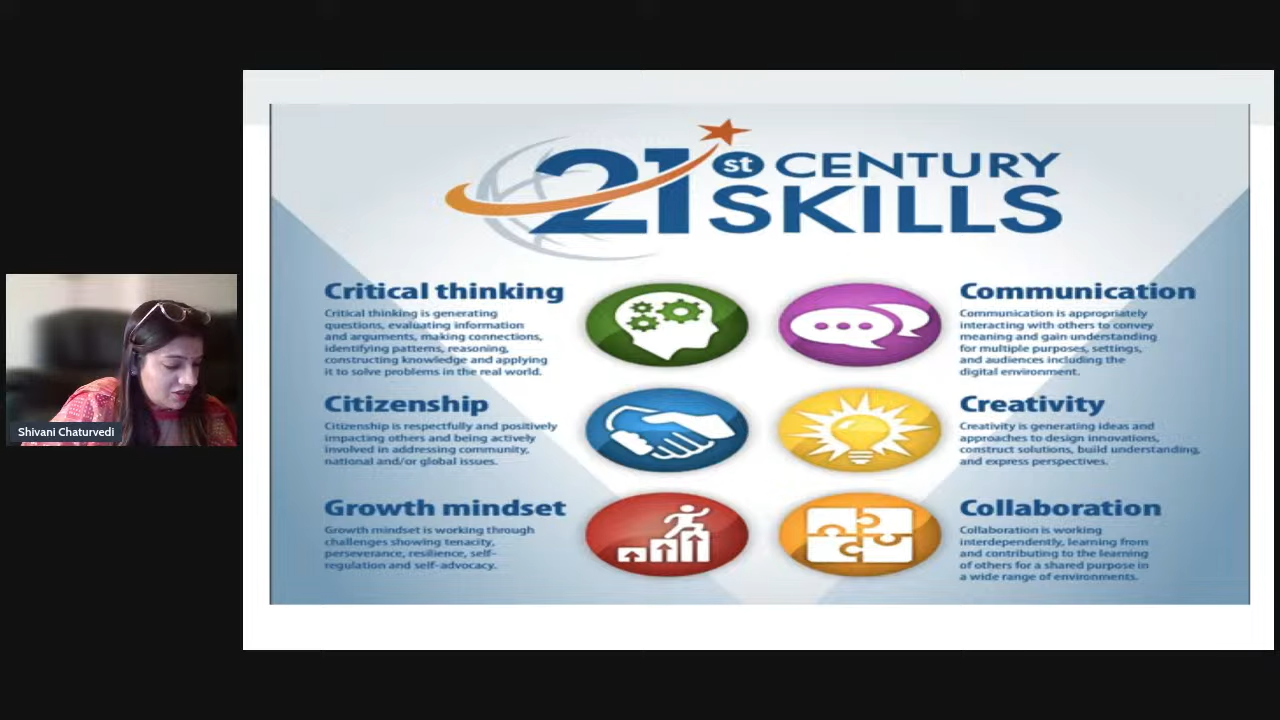 21st CENTURY
SKILLS
Critical thinking
Critical thinking is generating
questions, evaluating information
and arguments, making connections,
identifying patterns, reasoning,
constructing knowledge and applying
it to solve problems in the real world.
Communication
Communication is appropriately
interacting with others to convey
meaning and gain understanding
for multiple purposes, settings,
and audiences including the
digital environment.
Citizenship
Citizenship is respectfully and positively
impacting others and being actively
involved in addressing community,
national and/or global issues.
Creativity
Creativity is generating ideas and
approaches to design innovations,
construct solutions, build understanding,
and express perspectives.
Growth mindset
Growth mindset is working through
challenges showing tenacity,
perseverance, resilience, self-
regulation and self-advocacy.
Collaboration
Collaboration is working
interdependently, learning from
and contributing to the learning
of others for a shared purpose in
a wide range of environments.
Shivani Chaturvedi